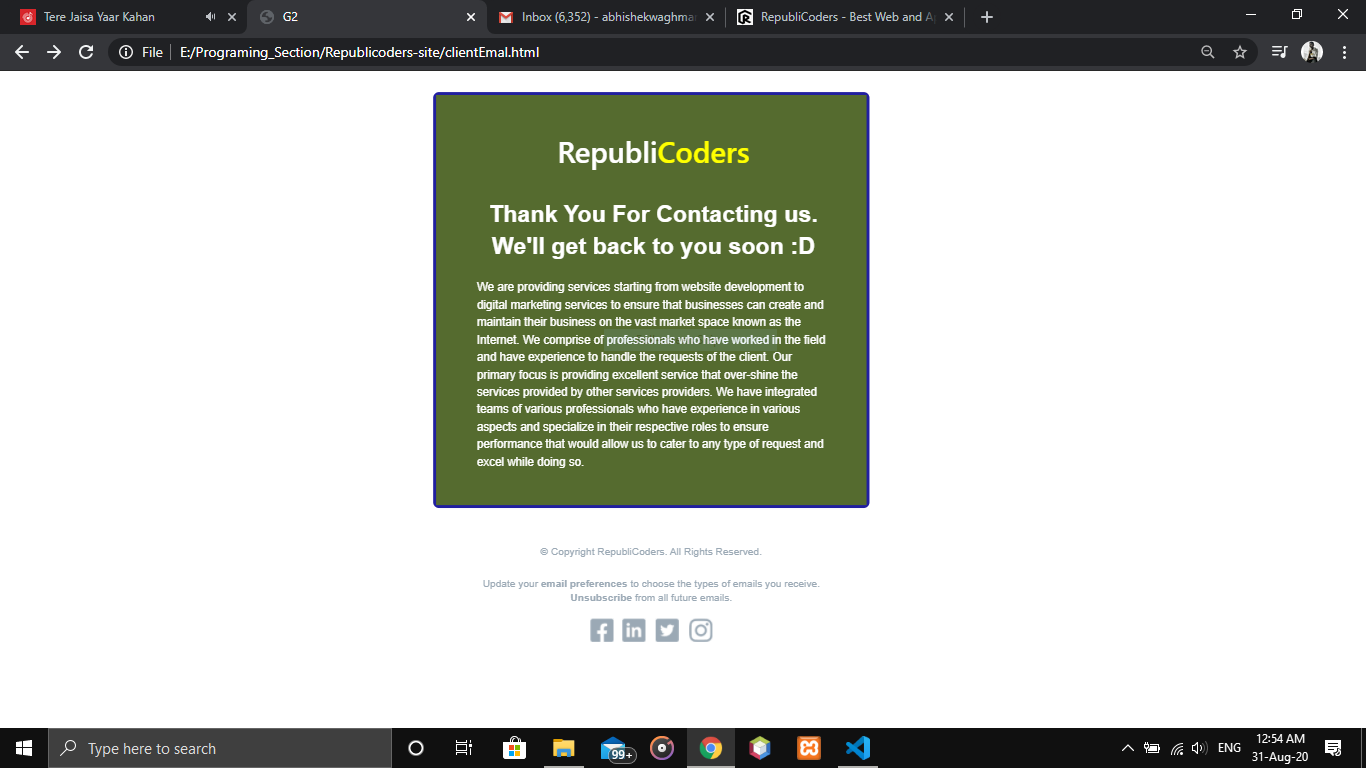 Tere Jaisa Yaar Kahan
G2
Inbox (6,352) - abhishekwaghma
RepubliCoders - Best Web and A
File
E:/Programing_Section/Republicoders-site/clientEmal.html
RepubliCoders
Thank You For Contacting us.
We'll get back to you soon :D
We are providing services starting from website development to
digital marketing services to ensure that businesses can create and
maintain their business on the vast market space known as the
Internet. We comprise of professionals who have worked in the field
and have experience to handle the requests of the client. Our
primary focus is providing excellent service that over-shine the
services provided by other services providers. We have integrated
teams of various professionals who have experience in various
aspects and specialize in their respective roles to ensure
performance that would allow us to cater to any type of request and
excel while doing so.
© Copyright RepubliCoders. All Rights Reserved.
Update your email preferences to choose the types of emails you receive.
Unsubscribe from all future emails.
Type here to search
99+
ENG
12:54 AM
31-Aug-20